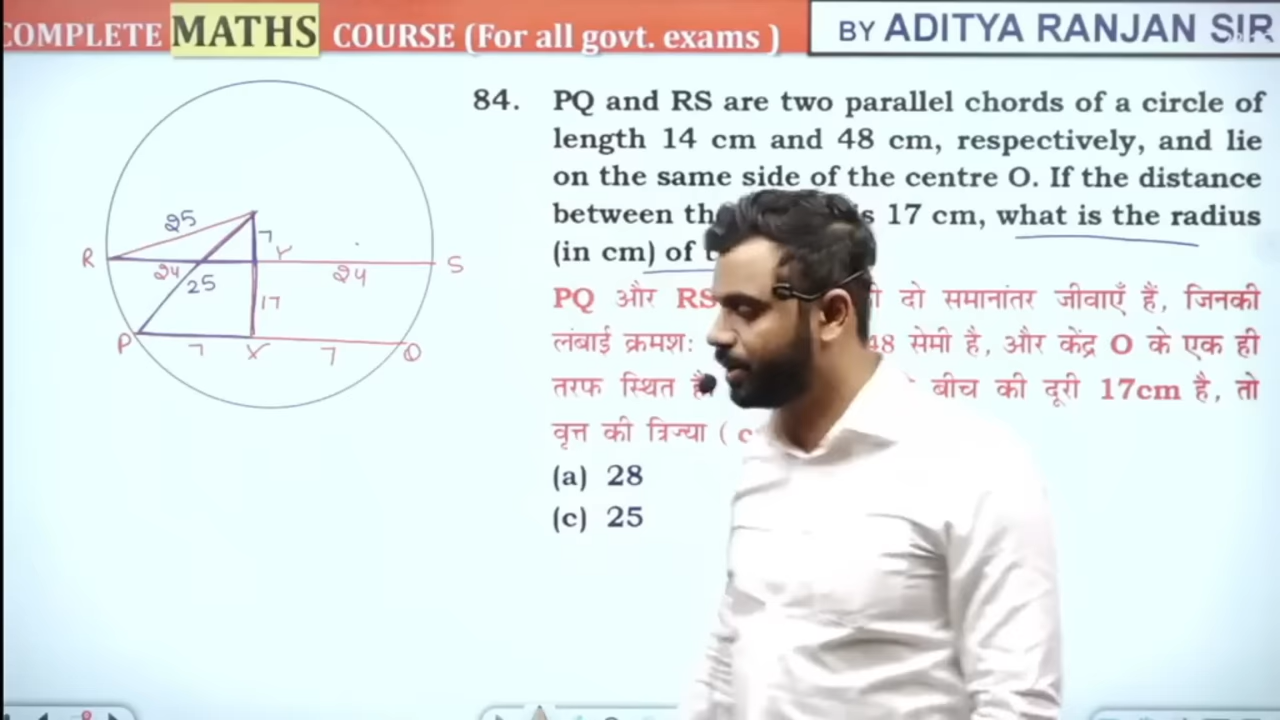 COMPLETE MATHS COURSE (For all govt. exams )
BY ADITYA RANJAN SIR
84. PQ and RS are two parallel chords of a circle of
length 14 cm and 48 cm, respectively, and lie
on the same side of the centre O. If the distance
between 17 cm, what is the radius
(in cm) of
PQ और RS दो समानांतर जीवाएँ हैं, जिनकी
लंबाई क्रमश: 48 सेमी है, और केंद्र O के एक ही
तरफ स्थित बीच की दूरी 17cm है, तो
वृत्त की त्रिज्या (
(a) 28
(c) 25
25
7
R 24 Y 24 S
25
17
P 7 X 7 Q